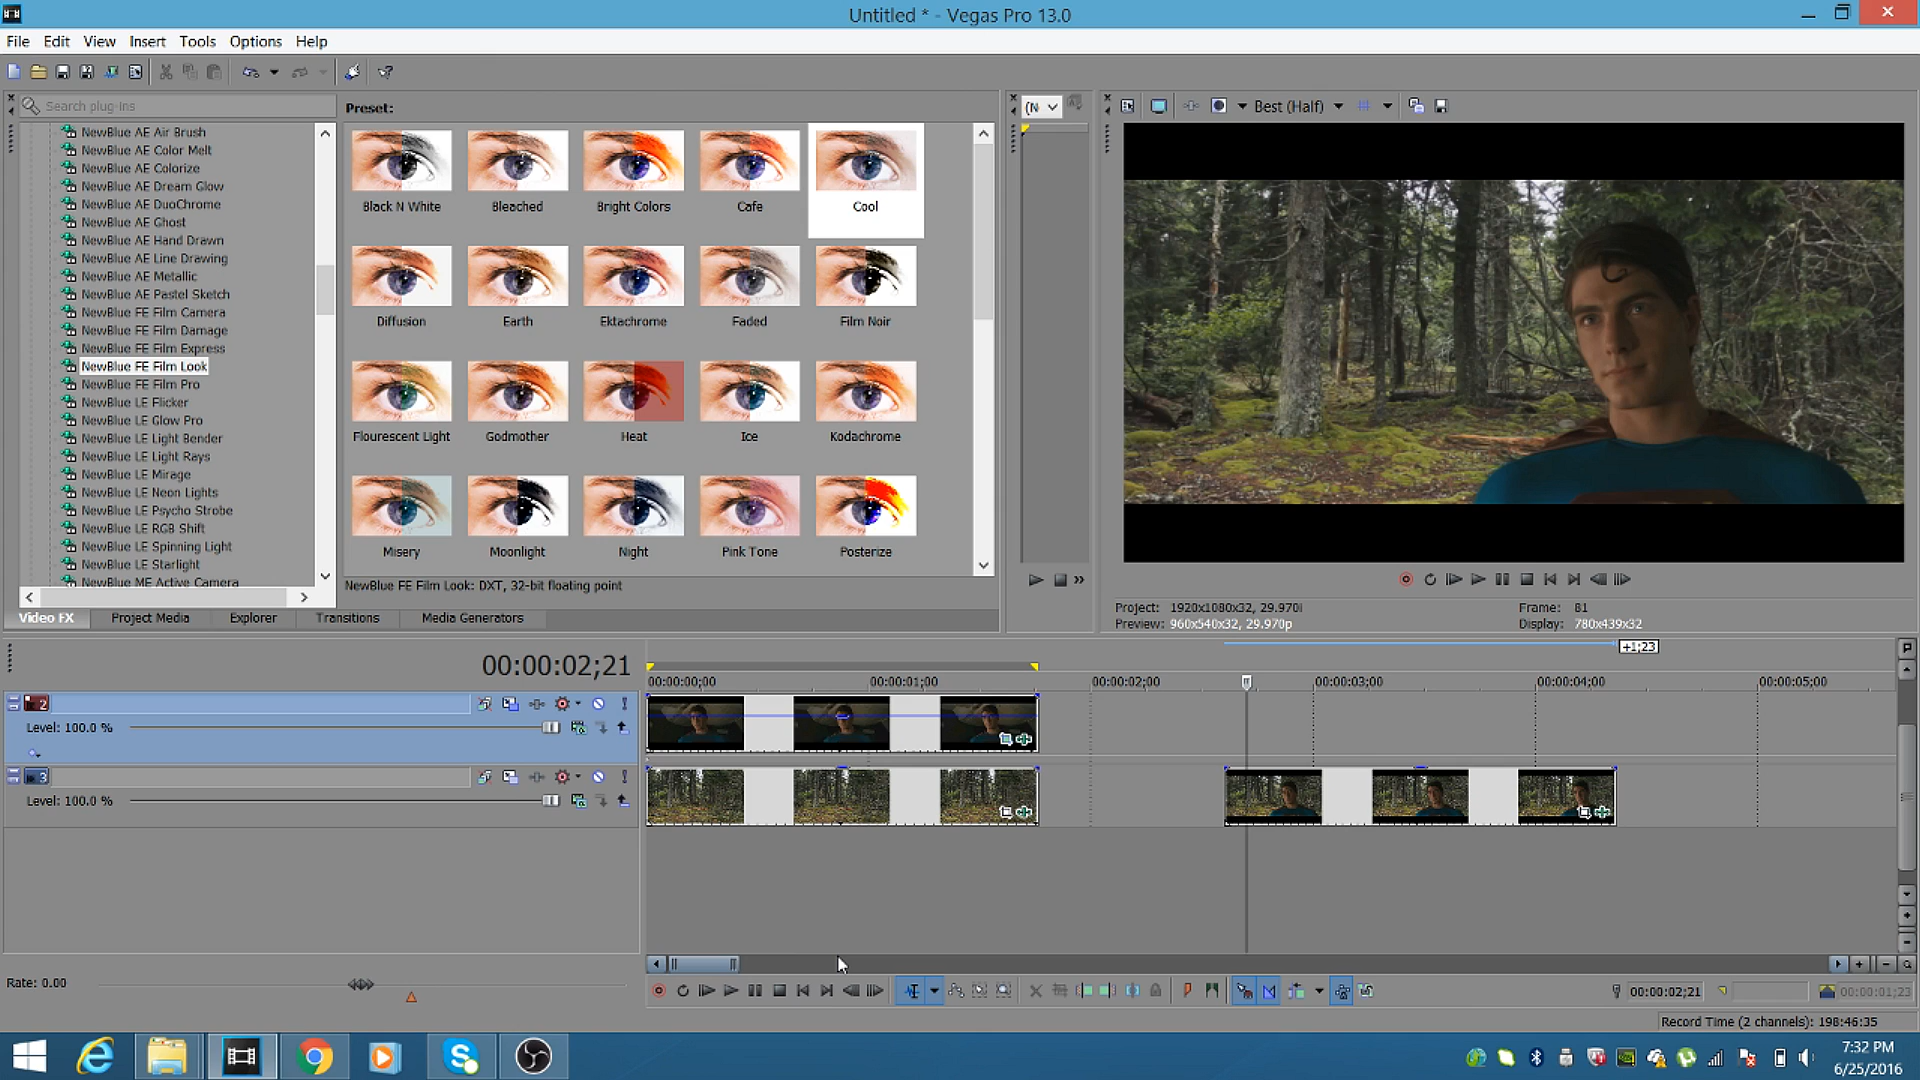 Untitled * - Vegas Pro 13.0
File Edit View Insert Tools Options Help
Search plug-ins
Preset:
NewBlue AE Air Brush
NewBlue AE Color Melt
NewBlue AE Colorize
NewBlue AE Dream Glow
NewBlue AE DuoChrome
NewBlue AE Ghost
NewBlue AE Hand Drawn
NewBlue AE Line Drawing
NewBlue AE Metallic
NewBlue AE Pastel Sketch
NewBlue FE Film Camera
NewBlue FE Film Damage
NewBlue FE Film Express
NewBlue FE Film Look
NewBlue FE Film Pro
NewBlue LE Flicker
NewBlue LE Glow Pro
NewBlue LE Light Bender
NewBlue LE Light Rays
NewBlue LE Mirage
NewBlue LE Neon Lights
NewBlue LE Psycho Strobe
NewBlue LE RGB Shift
NewBlue LE Spinning Light
NewBlue LE Starlight
NewBlue ME Active Camera
Black N White Bleached Bright Colors Cafe Cool
Diffusion Earth Ektachrome Faded Film Noir
Flourescent Light Godmother Heat Ice Kodachrome
Misery Moonlight Night Pink Tone Posterize
NewBlue FE Film Look: DXT, 32-bit floating point
Video FX Project Media Explorer Transitions Media Generators
Best (Half)
Project: 1920x1080x32, 29.970i
Preview: 960x540x32, 29.970p
Frame: 81
Display: 780x439x32
+1;23
00:00:02;21
00:00:00;00 00:00:01;00 00:00:02;00 00:00:03;00 00:00:04;00 00:00:05;00
2
Level: 100.0 %
3
Level: 100.0 %
Rate: 0.00
00:00:02;21
00:00:01;23
Record Time (2 channels): 198:46:35
7:32 PM
6/25/2016